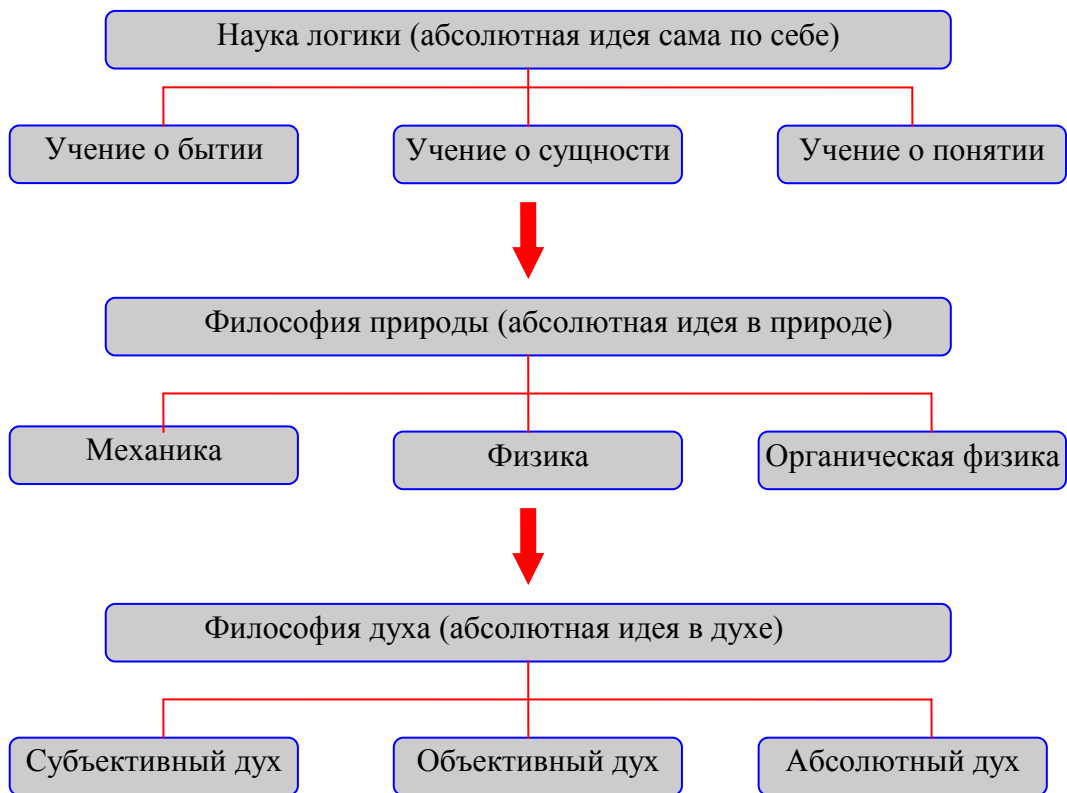 Наука логики (абсолютная идея сама по себе)
Учение о бытии
Учение о сущности
Учение о понятии
Философия природы (абсолютная идея в природе)
Механика
Физика
Органическая физика
Философия духа (абсолютная идея в духе)
Субъективный дух
Объективный дух
Абсолютный дух